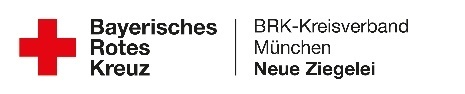 Bayerisches
Rotes
Kreuz
BRK-Kreisverband
München
Neue Ziegelei